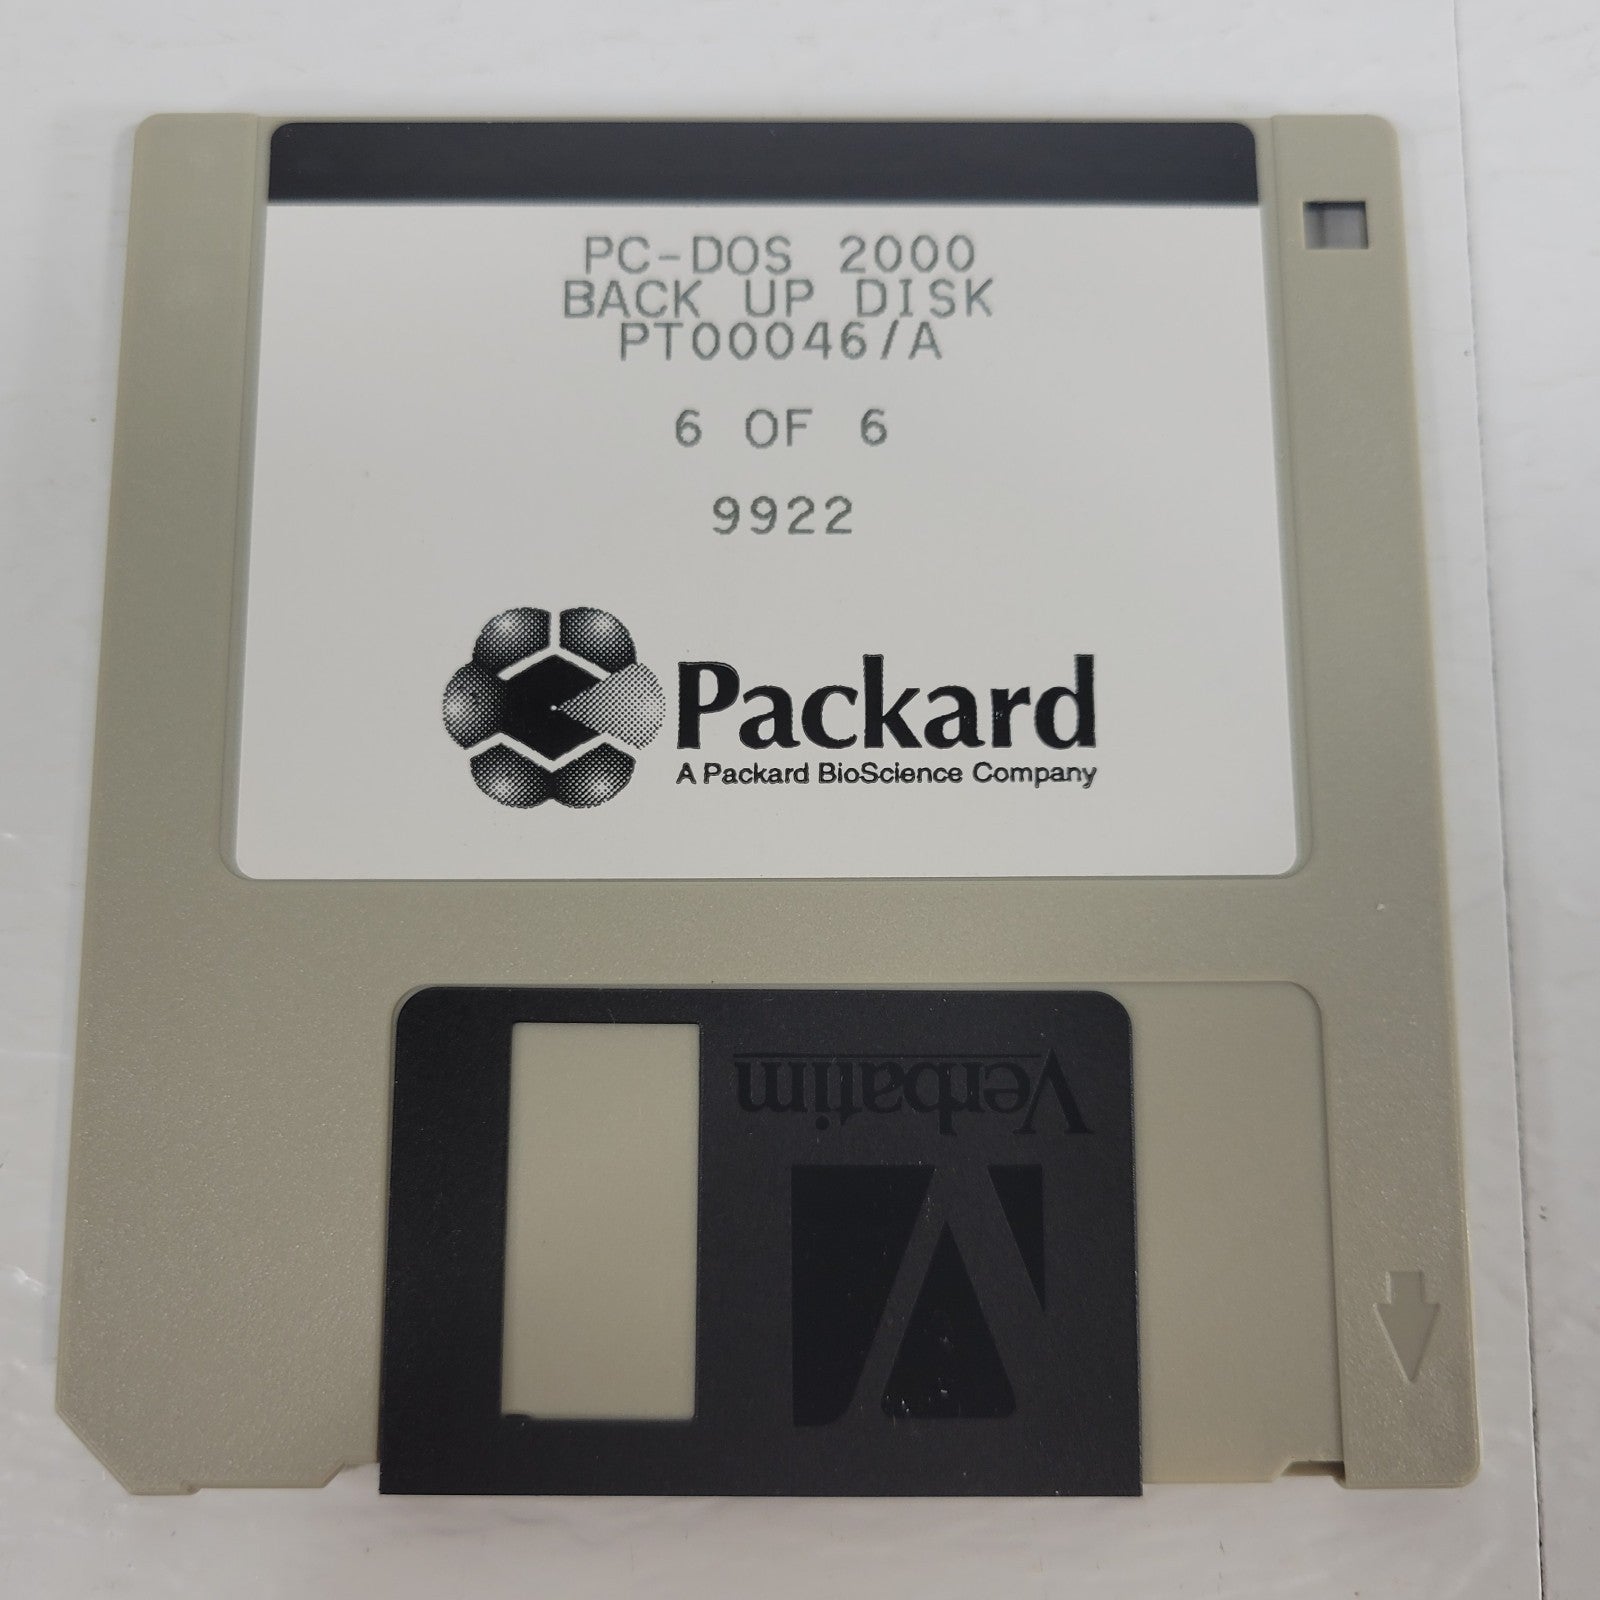 PC-DOS 2000
BACK UP DISK
PT00046/A
6 OF 6
9922
Packard
A Packard BioScience Company
Verbatim